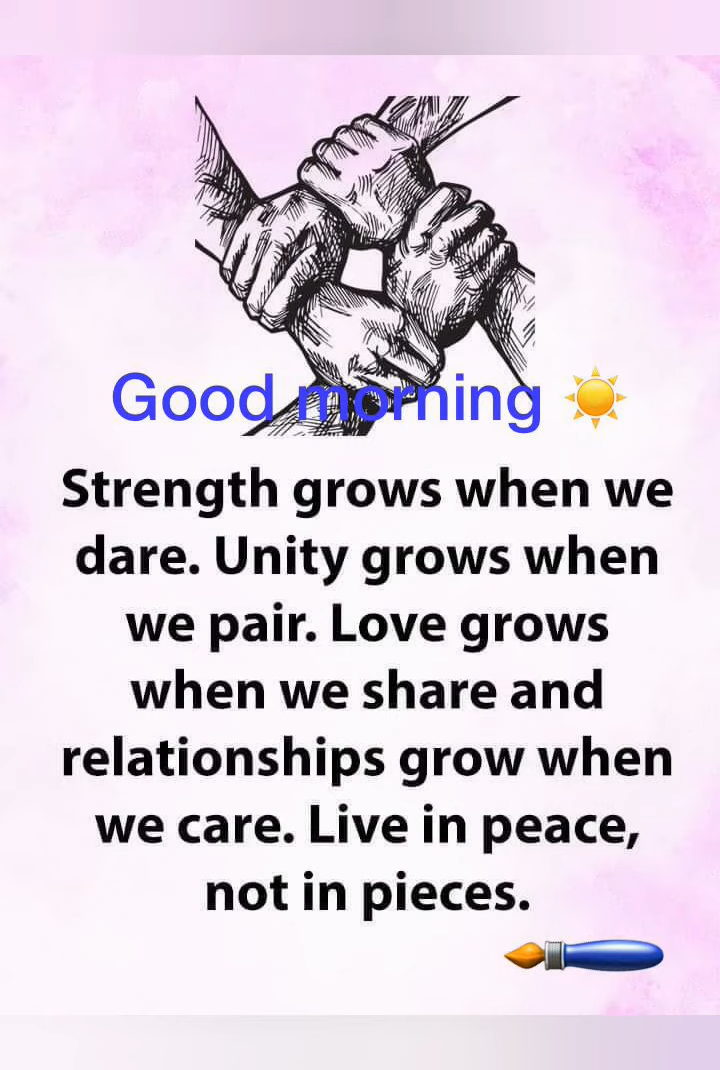 Good morning ☀️
Strength grows when we
dare. Unity grows when
we pair. Love grows
when we share and
relationships grow when
we care. Live in peace,
not in pieces.